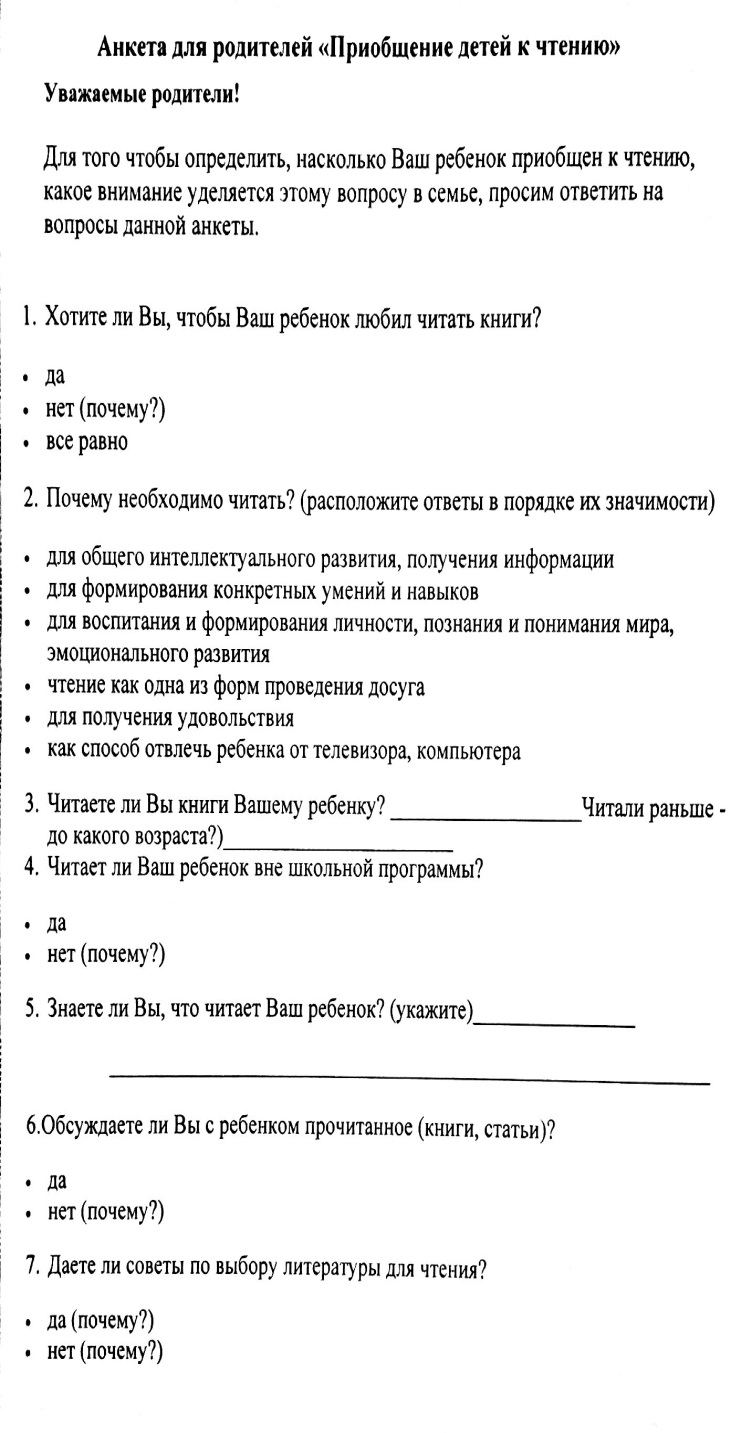 Анкета для родителей «Приобщение детей к чтению»
Уважаемые родители!
Для того чтобы определить, насколько Ваш ребенок приобщен к чтению,
какое внимание уделяется этому вопросу в семье, просим ответить на
вопросы данной анкеты.
1. Хотите ли Вы, чтобы Ваш ребенок любил читать книги?
• да
• нет (почему?)
• все равно
2. Почему необходимо читать? (расположите ответы в порядке их значимости)
• для общего интеллектуального развития, получения информации
• для формирования конкретных умений и навыков
• для воспитания и формирования личности, познания и понимания мира,
эмоционального развития
• чтение как одна из форм проведения досуга
• для получения удовольствия
• как способ отвлечь ребенка от телевизора, компьютера
3. Читаете ли Вы книги Вашему ребенку? __________________Читали раньше -
до какого возраста?)______________________
4. Читает ли Ваш ребенок вне школьной программы?
• да
• нет (почему?)
5. Знаете ли Вы, что читает Ваш ребенок? (укажите)________________
6.Обсуждаете ли Вы с ребенком прочитанное (книги, статьи)?
• да
• нет (почему?)
7. Даете ли советы по выбору литературы для чтения?
• да (почему?)
• нет (почему?)